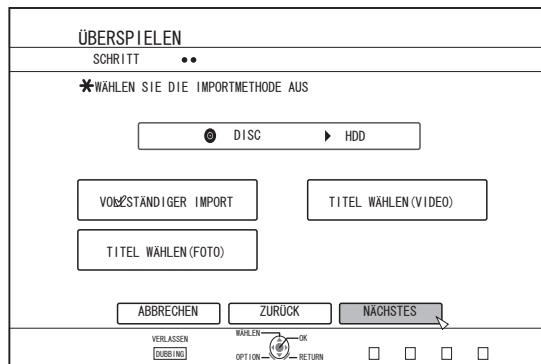 ÜBERSPIELEN
SCHRITT
WÄHLEN SIE DIE IMPORTMETHODE AUS
DISC HDD
VOLLSTÄNDIGER IMPORT TITEL WÄHLEN(VIDEO)
TITEL WÄHLEN(FOTO)
ABBRECHEN ZURÜCK NÄCHSTES
VERLASSEN WÄHLEN OK
DUBBING OPTION RETURN